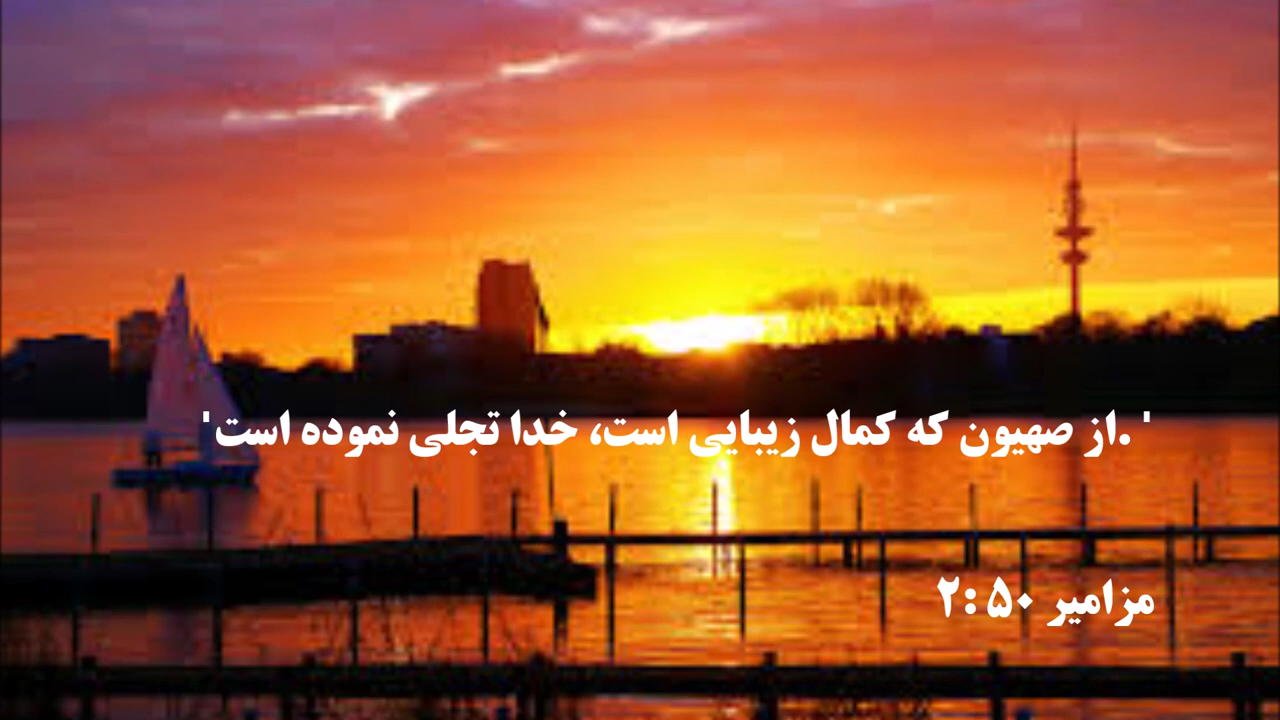 ' .از صهیون که کمال زیبایی است، خدا تجلی نموده است'
مزامیر ۵۰ :۲